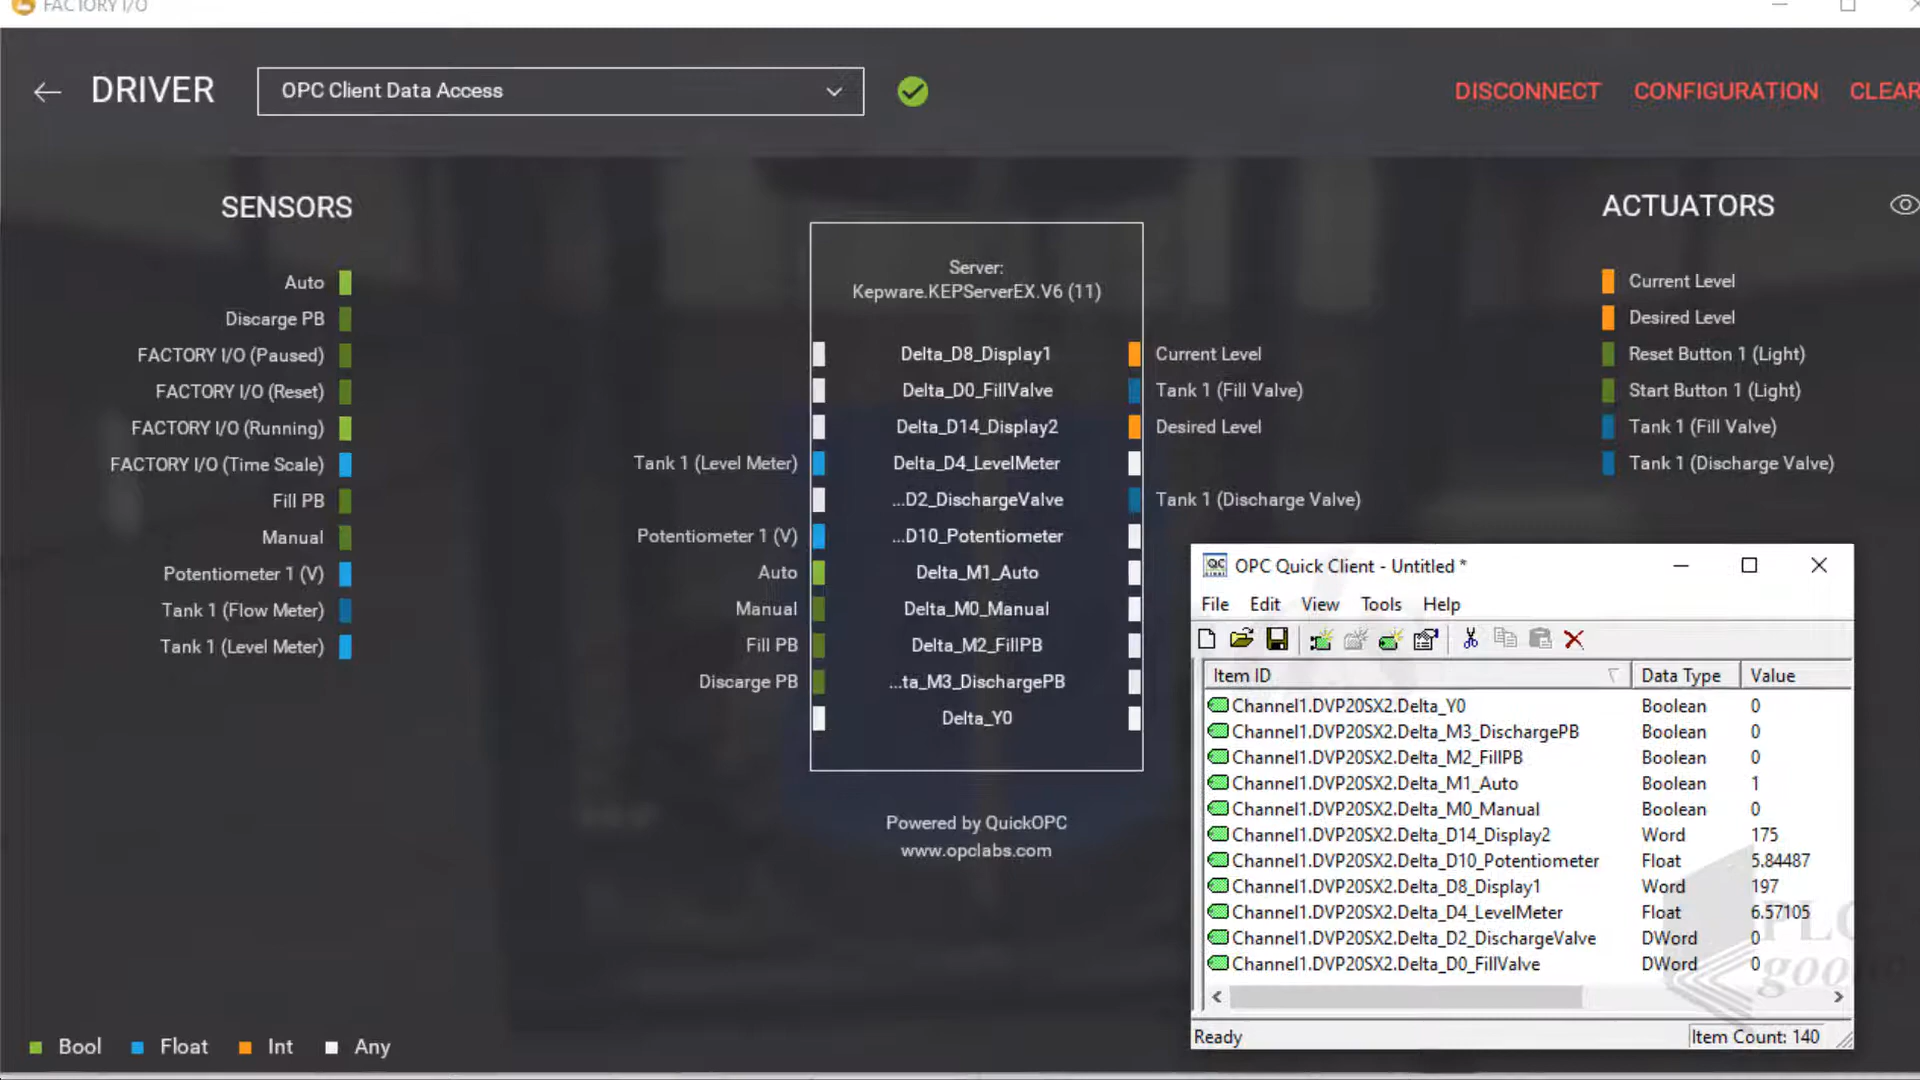 FACTORY I/O
DRIVER
OPC Client Data Access
DISCONNECT
CONFIGURATION
CLEAR
SENSORS
Auto
Discarge PB
FACTORY I/O (Paused)
FACTORY I/O (Reset)
FACTORY I/O (Running)
FACTORY I/O (Time Scale)
Fill PB
Manual
Potentiometer 1 (V)
Tank 1 (Flow Meter)
Tank 1 (Level Meter)
Server:
Kepware.KEPServerEX.V6 (11)
Delta_D8_Display1 Current Level
Delta_D0_FillValve Tank 1 (Fill Valve)
Delta_D14_Display2 Desired Level
Tank 1 (Level Meter) Delta_D4_LevelMeter
...D2_DischargeValve Tank 1 (Discharge Valve)
Potentiometer 1 (V) ...D10_Potentiometer
Auto Delta_M1_Auto
Manual Delta_M0_Manual
Fill PB Delta_M2_FillPB
Discarge PB ...ta_M3_DischargePB
Delta_Y0
Powered by QuickOPC
www.opclabs.com
ACTUATORS
Current Level
Desired Level
Reset Button 1 (Light)
Start Button 1 (Light)
Tank 1 (Fill Valve)
Tank 1 (Discharge Valve)
OPC Quick Client - Untitled *
File Edit View Tools Help
Item ID Data Type Value
Channel1.DVP20SX2.Delta_Y0 Boolean 0
Channel1.DVP20SX2.Delta_M3_DischargePB Boolean 0
Channel1.DVP20SX2.Delta_M2_FillPB Boolean 0
Channel1.DVP20SX2.Delta_M1_Auto Boolean 1
Channel1.DVP20SX2.Delta_M0_Manual Boolean 0
Channel1.DVP20SX2.Delta_D14_Display2 Word 175
Channel1.DVP20SX2.Delta_D10_Potentiometer Float 5.84487
Channel1.DVP20SX2.Delta_D8_Display1 Word 197
Channel1.DVP20SX2.Delta_D4_LevelMeter Float 6.57105
Channel1.DVP20SX2.Delta_D2_DischargeValve DWord 0
Channel1.DVP20SX2.Delta_D0_FillValve DWord 0
Ready Item Count: 140
Bool Float Int Any